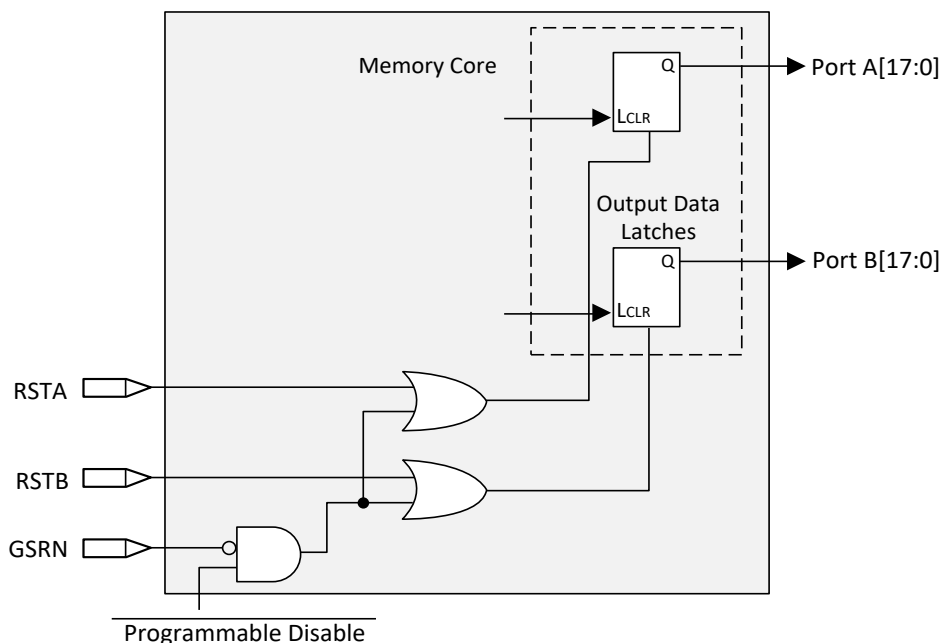 Memory Core
Q
Port A[17:0]
LCLR
Output Data
Latches
Q
Port B[17:0]
LCLR
RSTA
RSTB
GSRN
Programmable Disable